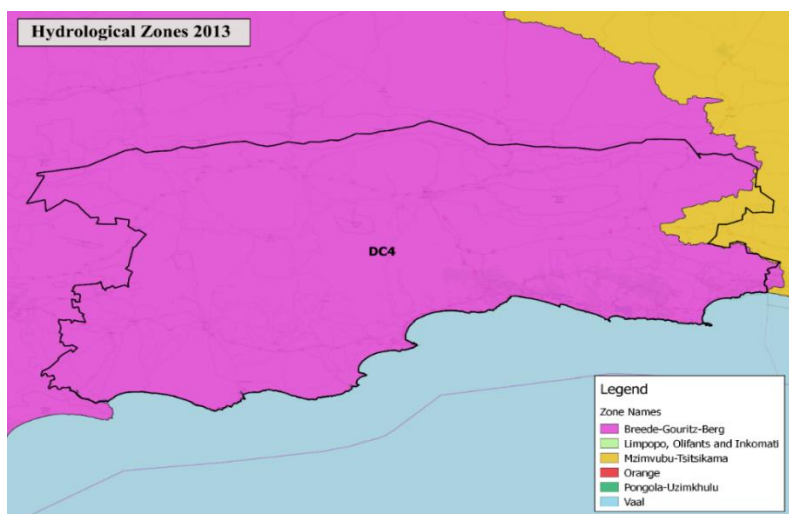 Hydrological Zones 2013
DC4
Legend
Zone Names
Breede-Gouritz-Berg
Limpopo, Olifants and Inkomati
Mzimvubu-Tsitsikama
Orange
Pongola-Uzimkhulu
Vaal